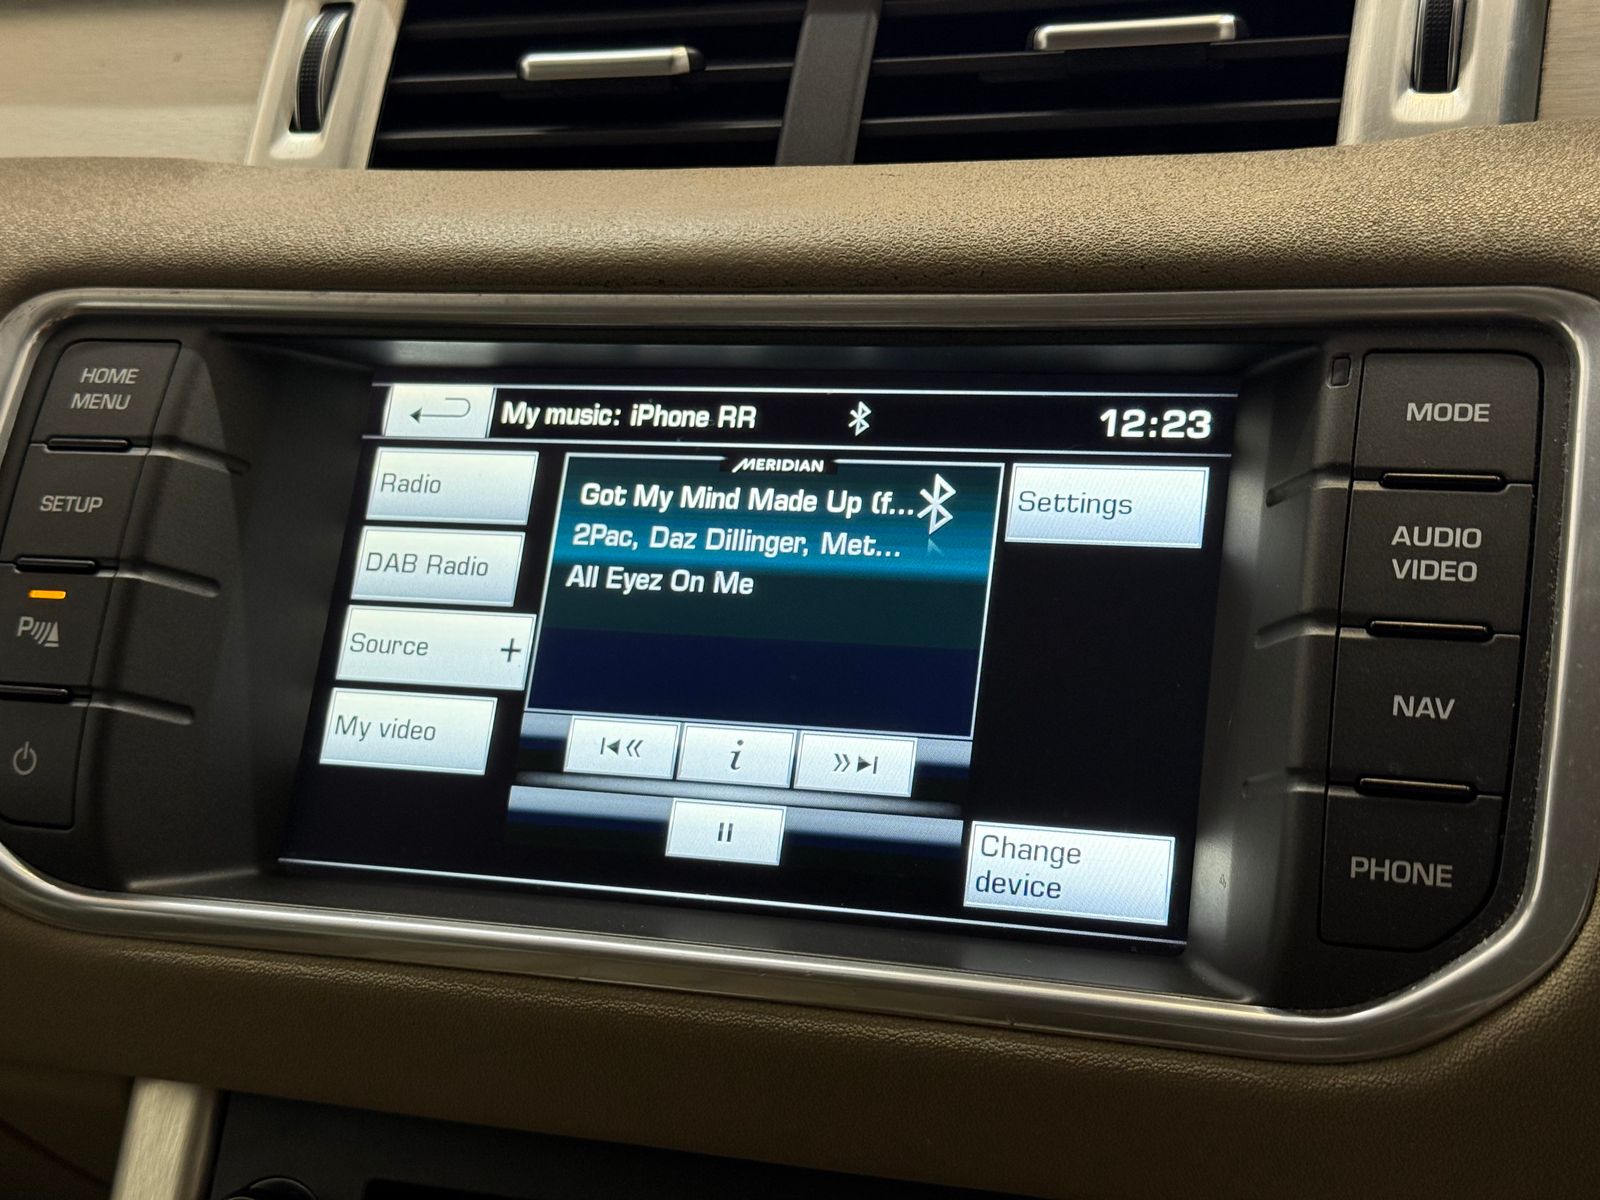 HOME
MENU
SETUP
P
My music: iPhone RR
12:23
Radio
DAB Radio
Source +
My video
MERIDIAN
Got My Mind Made Up (f...
2Pac, Daz Dillinger, Met...
All Eyez On Me
i
Settings
Change
device
MODE
AUDIO
VIDEO
NAV
PHONE